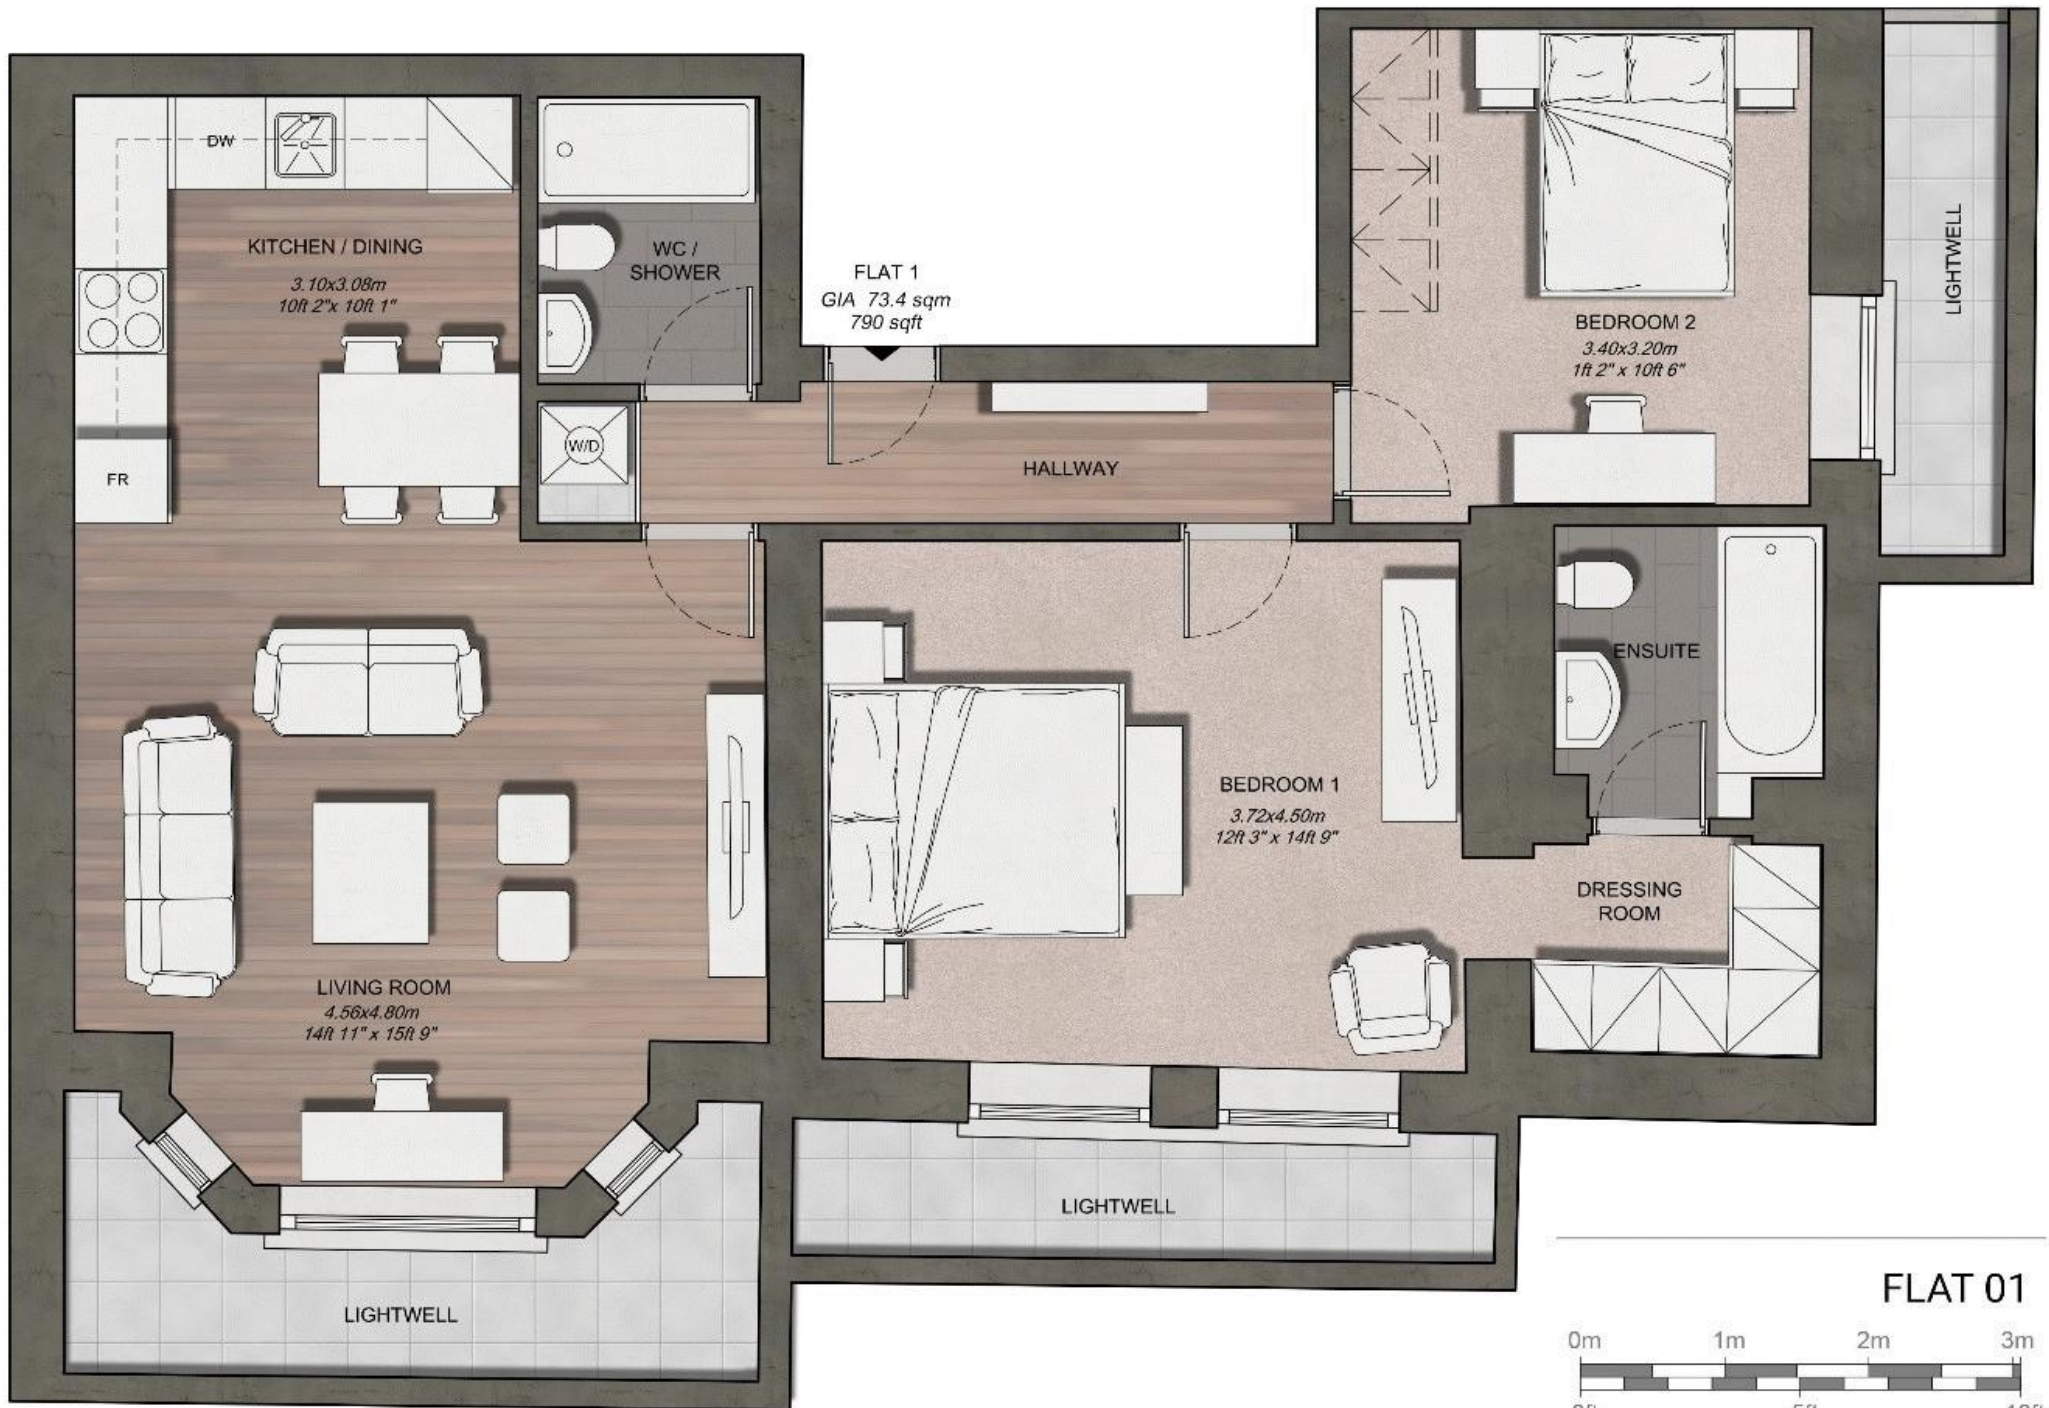 DW
KITCHEN / DINING
3.10x3.08m
10ft 2"x 10ft 1"
FR
WC /
SHOWER
W/D
FLAT 1
GIA 73.4 sqm
790 sqft
HALLWAY
BEDROOM 2
3.40x3.20m
1ft 2" x 10ft 6"
LIGHTWELL
ENSUITE
BEDROOM 1
3.72x4.50m
12ft 3" x 14ft 9"
DRESSING
ROOM
LIVING ROOM
4.56x4.80m
14ft 11" x 15ft 9"
LIGHTWELL
LIGHTWELL
FLAT 01
0m 1m 2m 3m